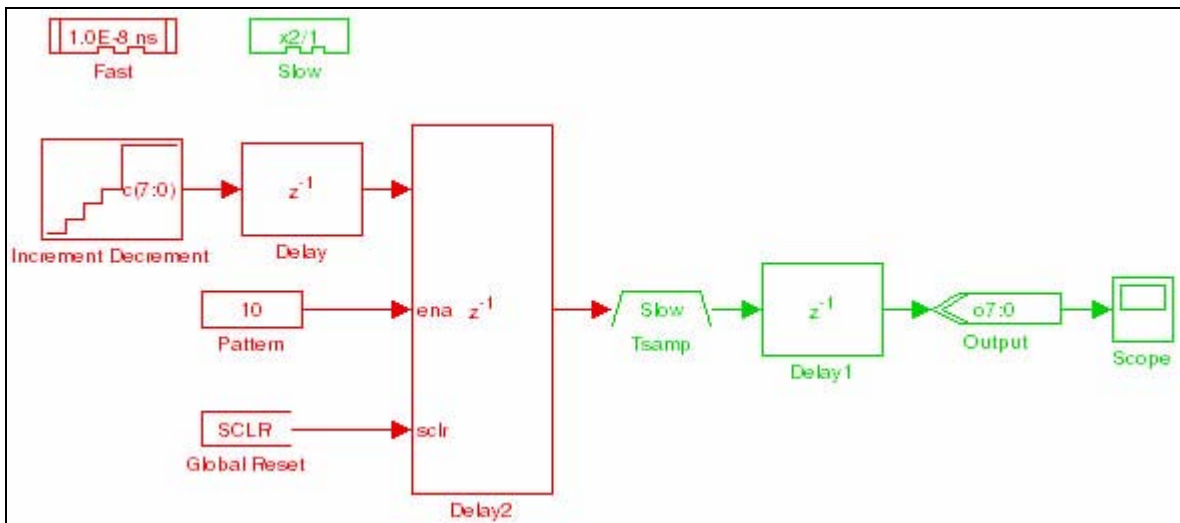 1.0E-8 ns
Fast
x2/1
Slow
c(7:0)
Increment Decrement
z-1
Delay
10
Pattern
SCLR
Global Reset
ena
z-1
sclr
Delay2
Slow
Tsamp
z-1
Delay1
o7:0
Output
Scope